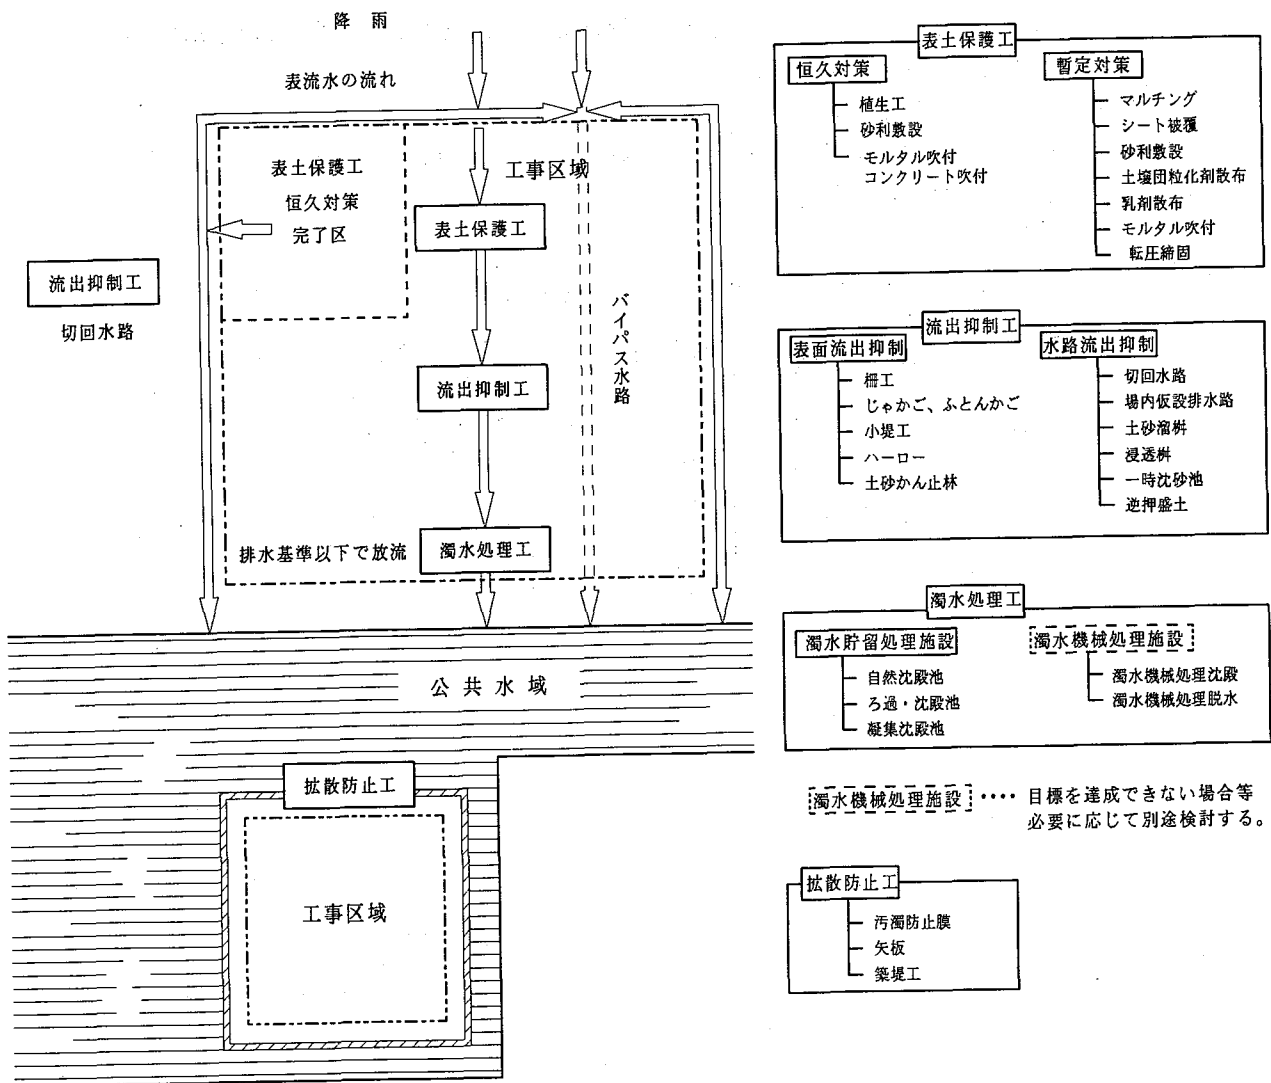 降雨
表流水の流れ
工事区域
表土保護工
恒久対策
完了区
表土保護工
流出抑制工
切回水路
バイパス水路
流出抑制工
排水基準以下で放流
濁水処理工
公共水域
拡散防止工
工事区域
表土保護工
恒久対策
植生工
砂利敷設
モルタル吹付
コンクリート吹付
暫定対策
マルチング
シート被覆
砂利敷設
土壌団粒化剤散布
乳剤散布
モルタル吹付
転圧締固
流出抑制工
表面流出抑制
柵工
じゃかご、ふとんかご
小堤工
ハーロー
土砂かん止林
水路流出抑制
切回水路
場内仮設排水路
土砂溜桝
浸透桝
一時沈砂池
逆押盛土
濁水処理工
濁水貯留処理施設
自然沈殿池
ろ過・沈殿池
凝集沈殿池
濁水機械処理施設
濁水機械処理沈殿
濁水機械処理脱水
濁水機械処理施設 ‥‥ 目標を達成できない場合等
必要に応じて別途検討する。
拡散防止工
汚濁防止膜
矢板
築堤工